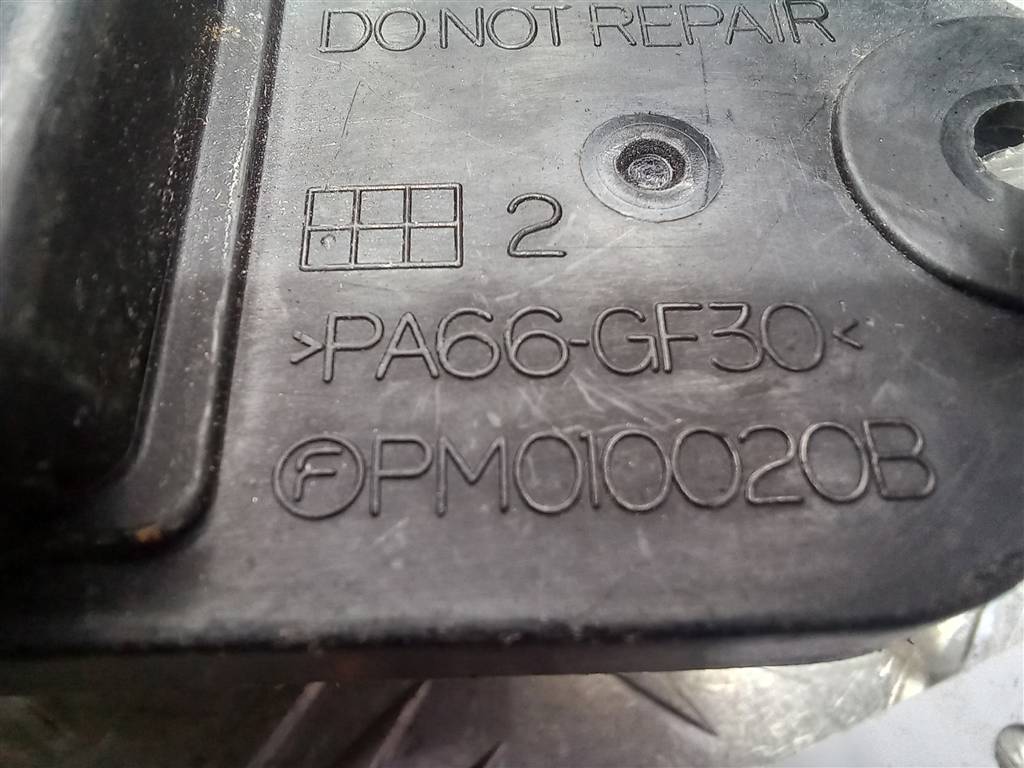 DO NOT REPAIR
2
>PA66-GF30<
F PM010020B